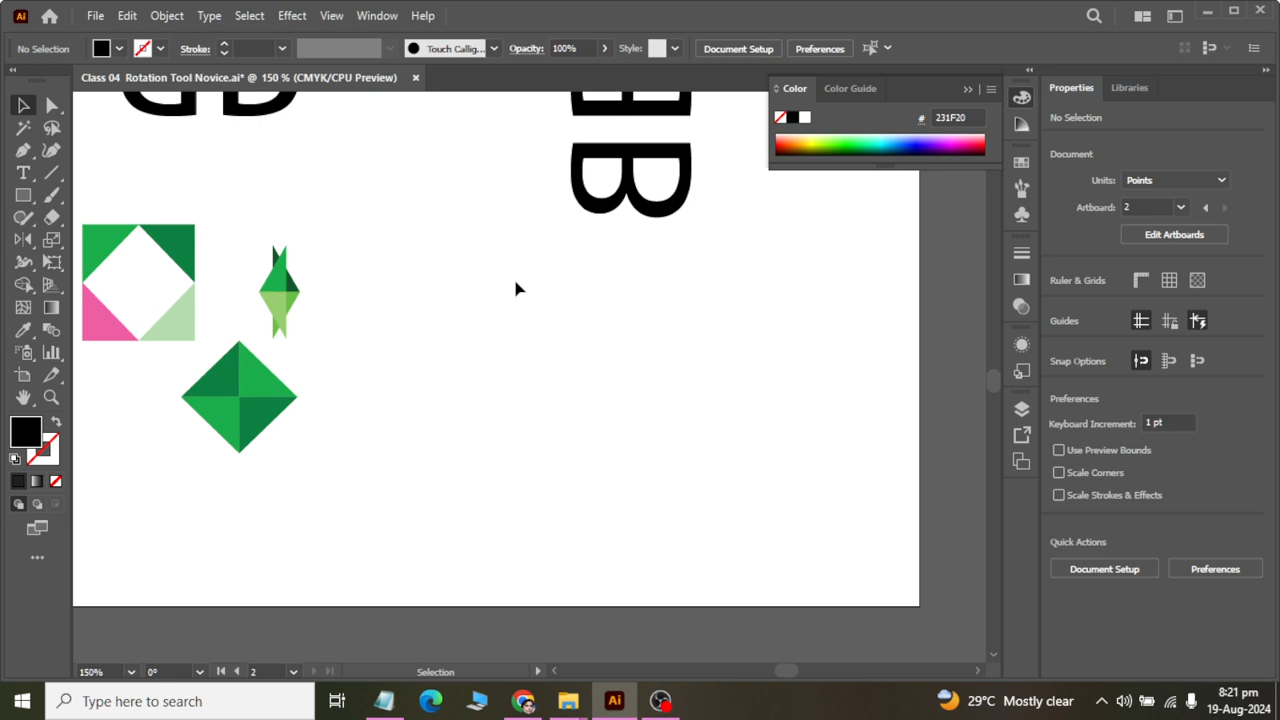 Ai File Edit Object Type Select Effect View Window Help
No Selection Stroke: Touch Callig... Opacity: 100% Style: Document Setup Preferences
Class 04 Rotation Tool Novice.ai* @ 150 % (CMYK/CPU Preview) ×
Color Color Guide
# 231F20
Properties Libraries
No Selection
Document
Units: Points
Artboard: 2
Edit Artboards
Ruler & Grids
Guides
Snap Options
Preferences
Keyboard Increment: 1 pt
Use Preview Bounds
Scale Corners
Scale Strokes & Effects
Quick Actions
Document Setup Preferences
B
150% 0° 2 Selection
Type here to search
Ai
29°C Mostly clear
8:21 pm
19-Aug-2024